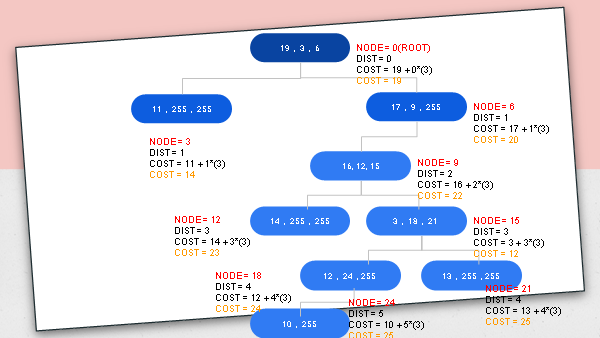 19 , 3 , 6
NODE= 0(ROOT)
DIST= 0
COST = 19 +0*(3)
COST = 19
11 , 255 , 255
NODE= 3
DIST= 1
COST = 11 + 1*(3)
COST = 14
17 , 9 , 255
NODE= 6
DIST= 1
COST = 17 + 1*(3)
COST = 20
16, 12, 15
NODE= 9
DIST= 2
COST = 16 +2*(3)
COST = 22
14 , 255 , 255
NODE= 12
DIST= 3
COST = 14 +3*(3)
COST = 23
3 , 18 , 21
NODE= 15
DIST= 3
COST = 3 + 3*(3)
COST = 12
12 , 24 , 255
NODE= 18
DIST= 4
COST = 12 +4*(3)
COST = 24
13 , 255 , 255
NODE= 21
DIST= 4
COST = 13 +4*(3)
COST = 25
10 , 255
NODE= 24
DIST= 5
COST = 10 +5*(3)
COST = 25